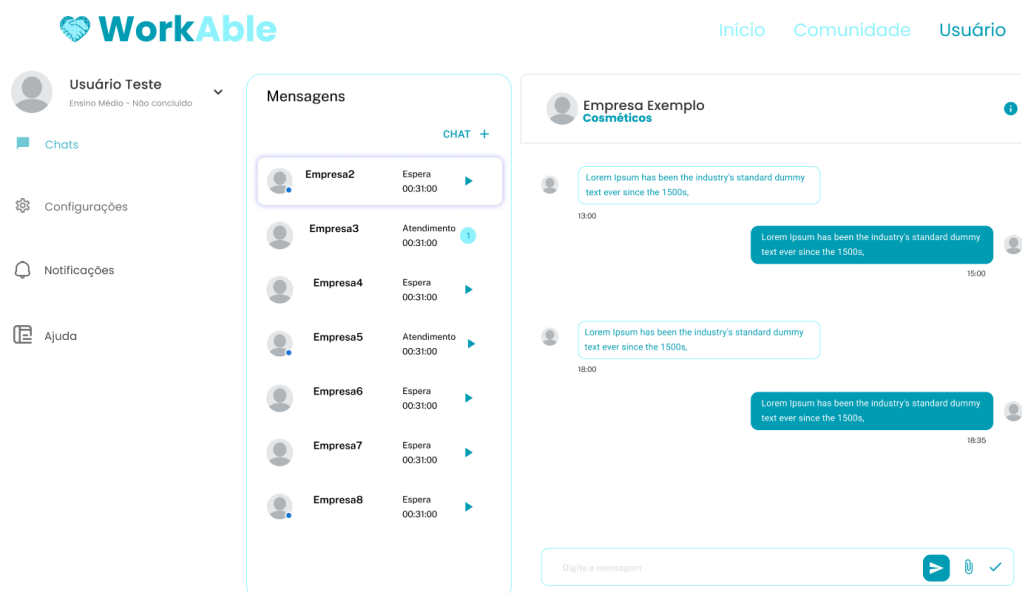 WorkAble
Início
Comunidade
Usuário
Usuário Teste
Ensino Médio - Não concluído
Chats
Configurações
Notificações
Ajuda
Mensagens
CHAT +
Empresa2
Espera
00:31:00
Empresa3
Atendimento
00:31:00
1
Empresa4
Espera
00:31:00
Empresa5
Atendimento
00:31:00
Empresa6
Espera
00:31:00
Empresa7
Espera
00:31:00
Empresa8
Espera
00:31:00
Empresa Exemplo
Cosméticos
Lorem Ipsum has been the industry's standard dummy
text ever since the 1500s,
13:00
Lorem Ipsum has been the industry's standard dummy
text ever since the 1500s,
15:00
Lorem Ipsum has been the industry's standard dummy
text ever since the 1500s,
18:00
Lorem Ipsum has been the industry's standard dummy
text ever since the 1500s,
18:35
Digite a mensagem